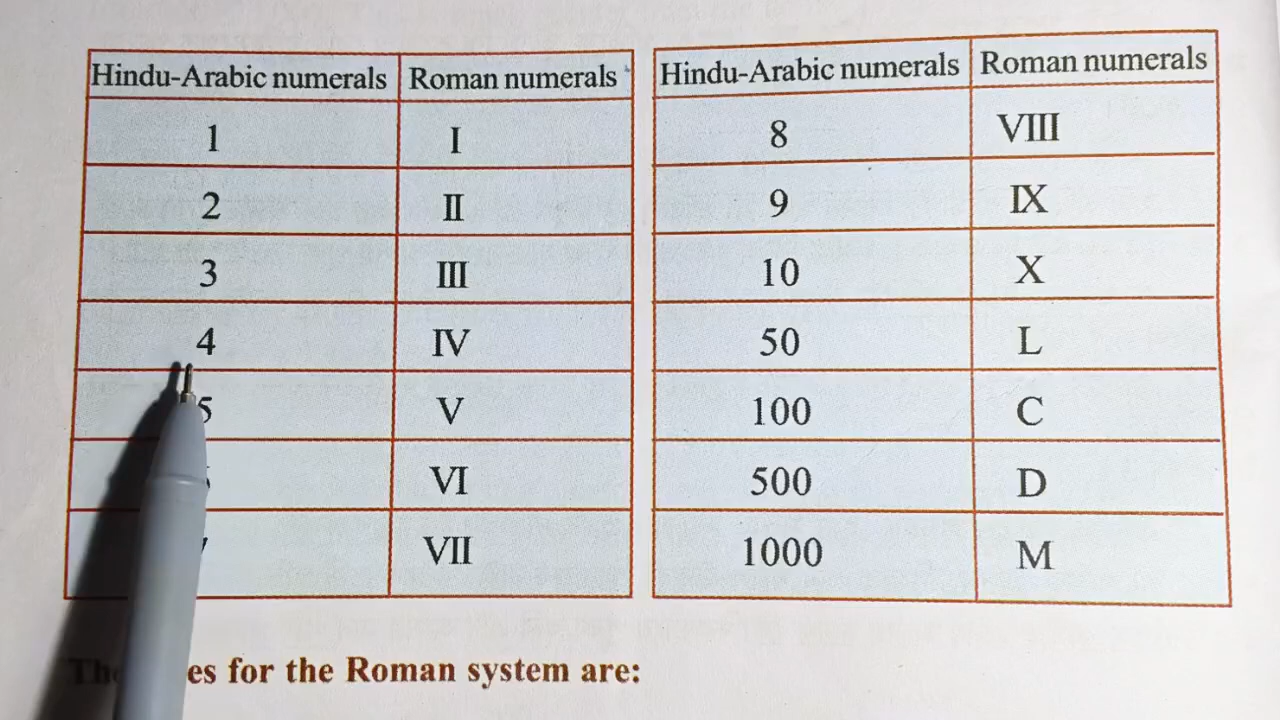 Hindu-Arabic numerals Roman numerals
1 I
2 II
3 III
4 IV
5 V
VI
VII
Hindu-Arabic numerals Roman numerals
8 VIII
9 IX
10 X
50 L
100 C
500 D
1000 M
for the Roman system are: